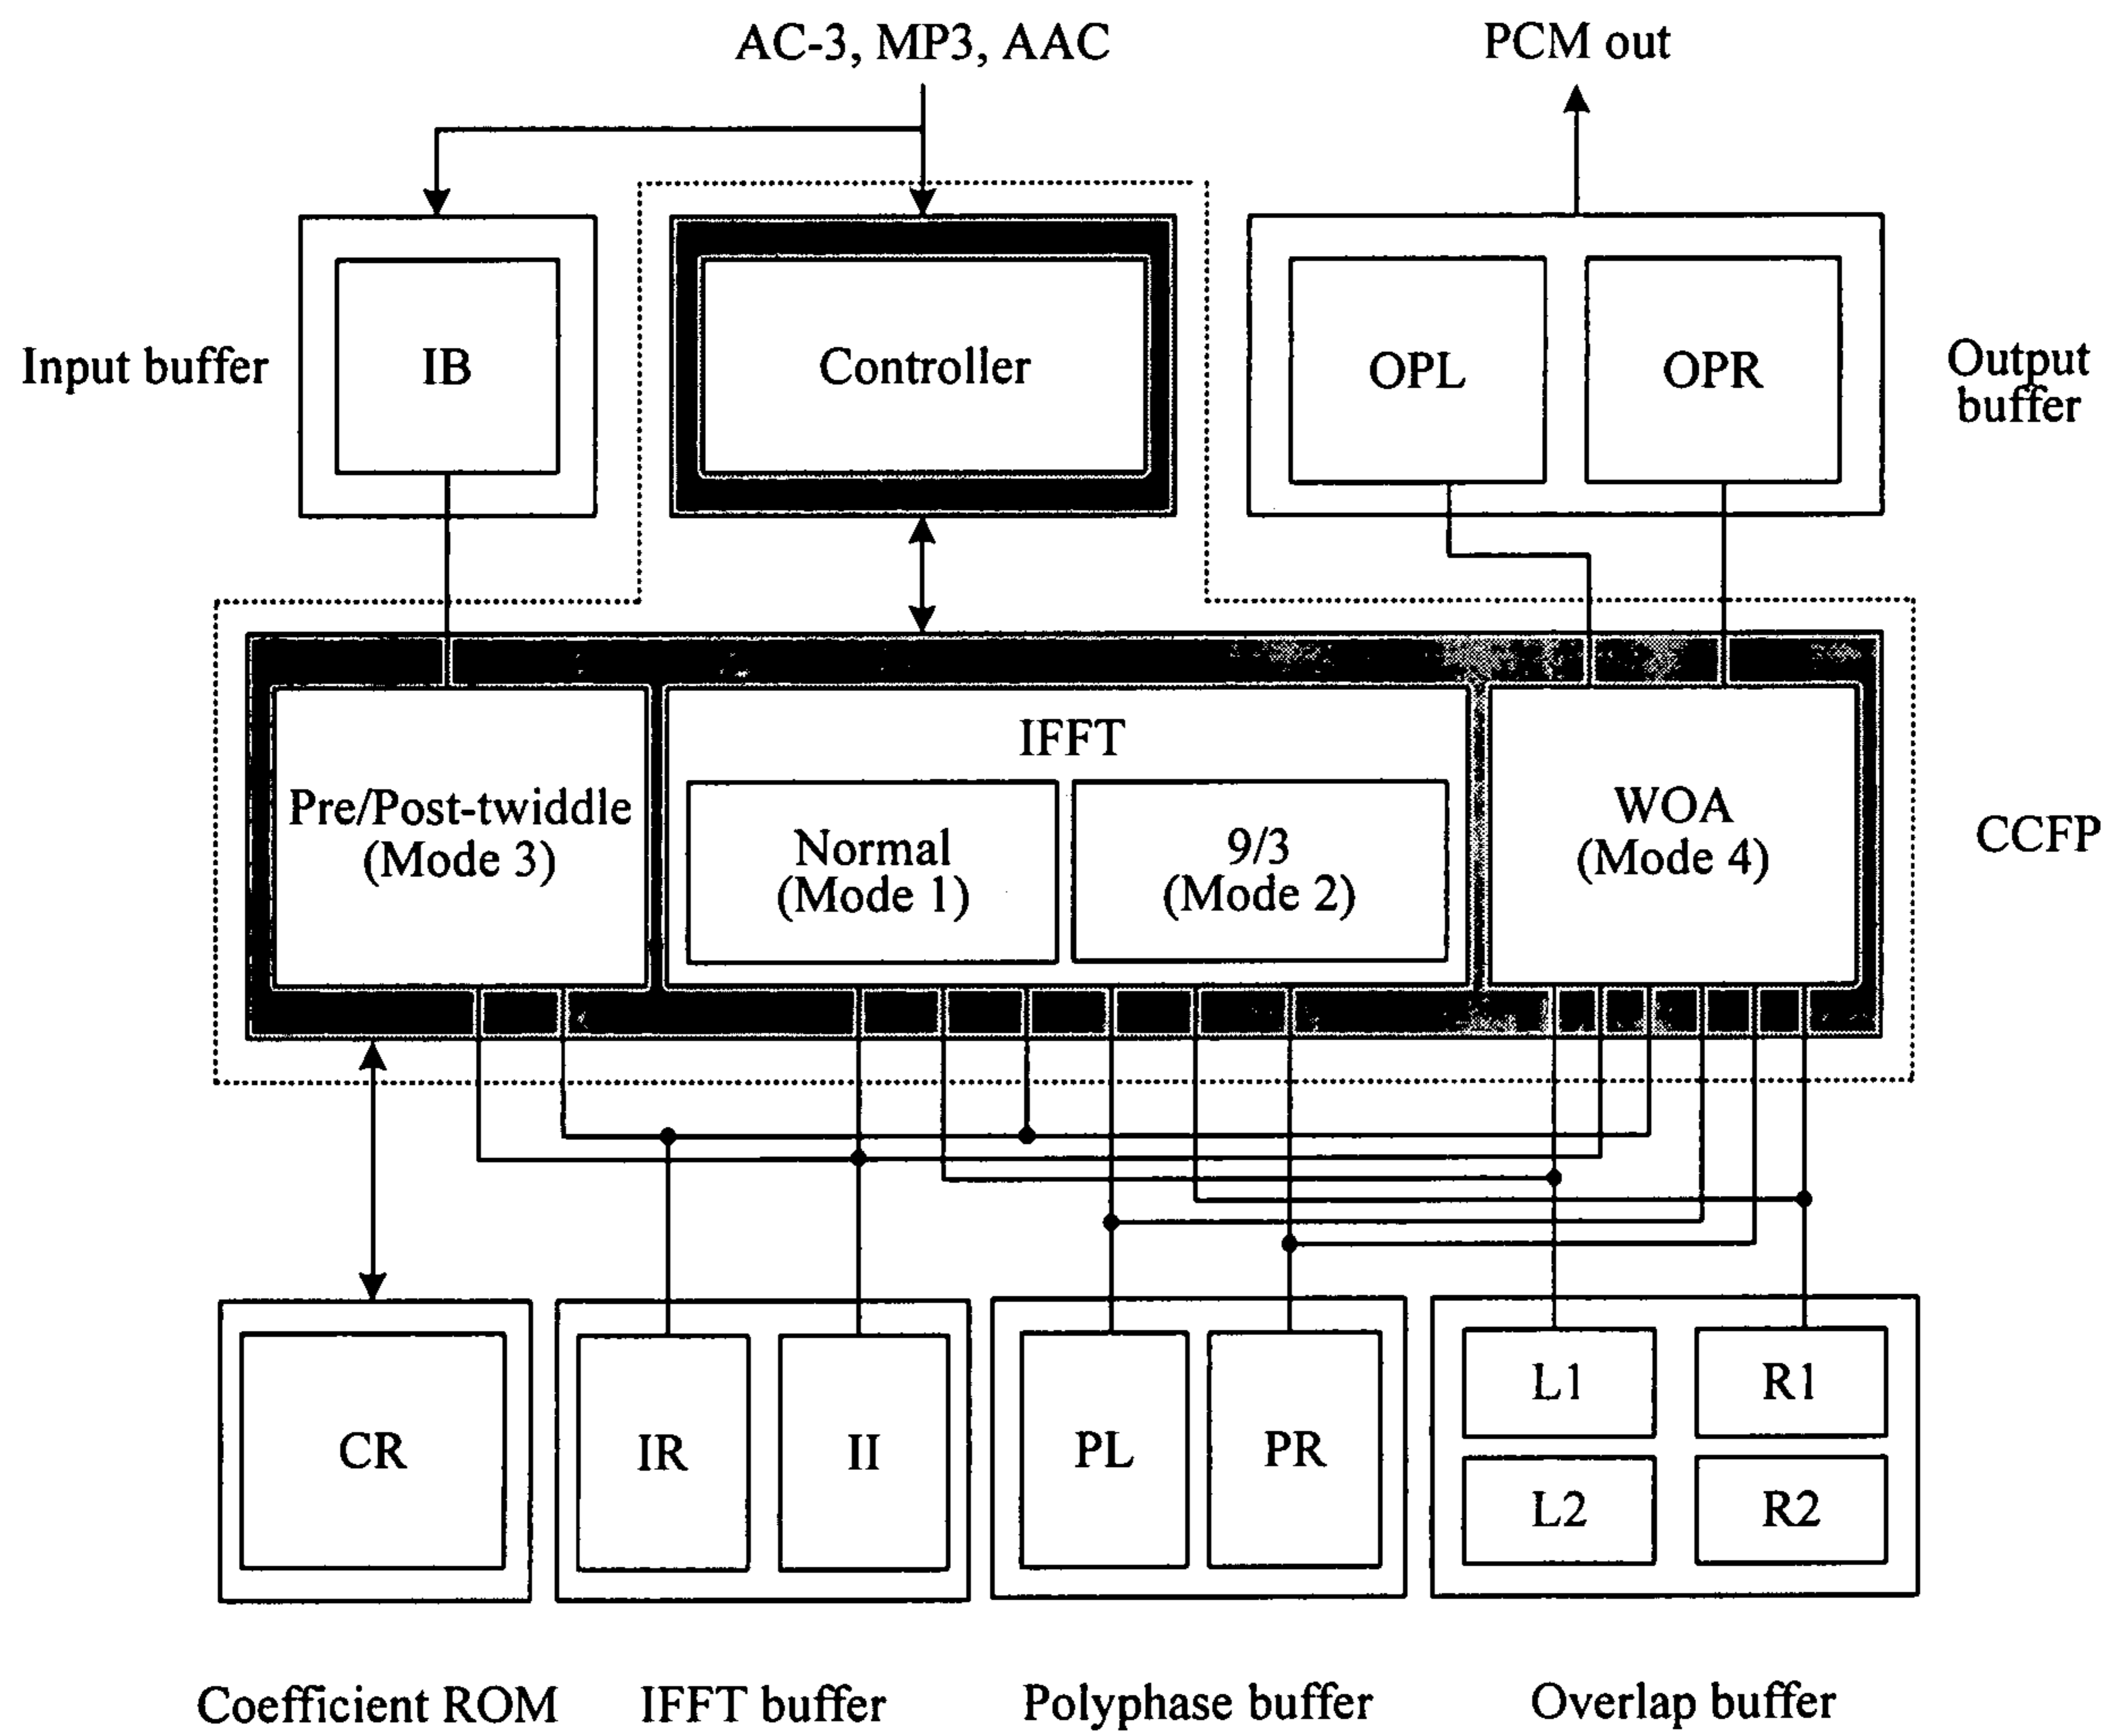 AC-3, MP3, AAC
PCM out
Input buffer
IB
Controller
OPL
OPR
Output
buffer
Pre/Post-twiddle
(Mode 3)
IFFT
Normal
(Mode 1)
9/3
(Mode 2)
WOA
(Mode 4)
CCFP
CR
IR
II
PL
PR
L1
R1
L2
R2
Coefficient ROM
IFFT buffer
Polyphase buffer
Overlap buffer